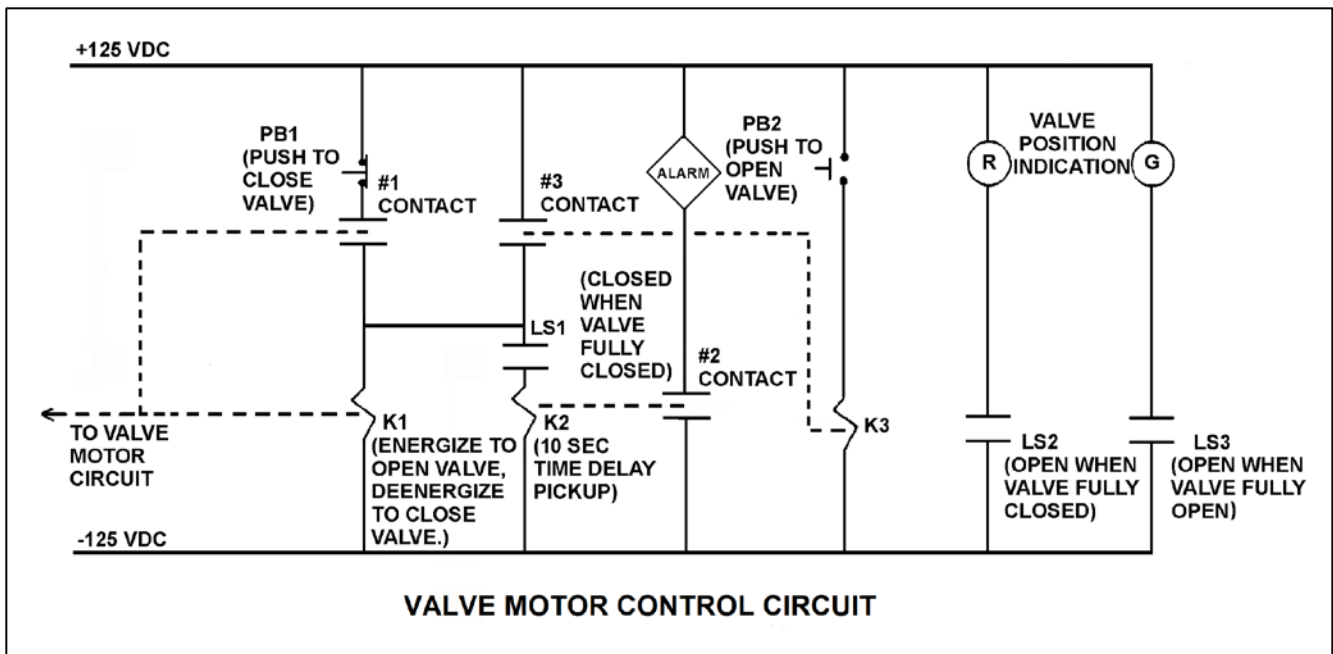 +125 VDC
PB1
(PUSH TO
CLOSE
VALVE)
#1
CONTACT
#3
CONTACT
ALARM
PB2
(PUSH TO
OPEN
VALVE)
R
VALVE
POSITION
INDICATION
G
(CLOSED
WHEN
VALVE
FULLY
CLOSED)
LS1
#2
CONTACT
TO VALVE
MOTOR
CIRCUIT
K1
(ENERGIZE TO
OPEN VALVE,
DEENERGIZE
TO CLOSE
VALVE.)
K2
(10 SEC
TIME DELAY
PICKUP)
K3
LS2
(OPEN WHEN
VALVE FULLY
CLOSED)
LS3
(OPEN WHEN
VALVE FULLY
OPEN)
-125 VDC
VALVE MOTOR CONTROL CIRCUIT